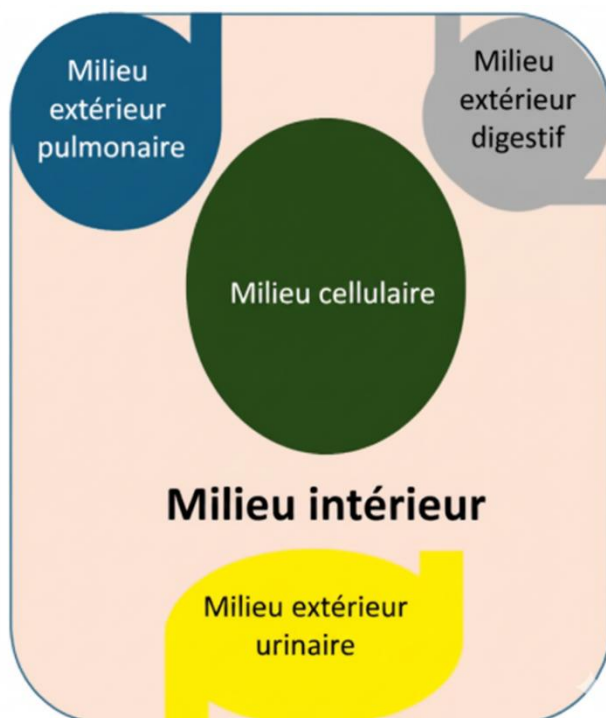 Milieu
extérieur
pulmonaire
Milieu
extérieur
digestif
Milieu cellulaire
Milieu intérieur
Milieu extérieur
urinaire